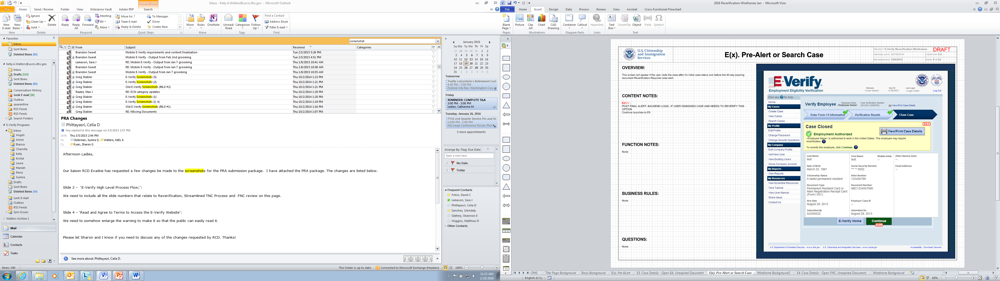 Inbox - Kelly.A.Walters@uscis.dhs.gov - Microsoft Outlook
Search Tools
File Home Send / Receive Folder View Enterprise Vault Adobe PDF Search
New E-mail
New Items
New
Ignore
Clean Up
Junk
Delete
Delete
Reply
Reply All
Forward
Meeting
IM
More
Respond
Move to: ?
Team E-mail
Reply & Delete
To Manager
Done
Create New
Quick Steps
Move
Rules
OneNote
Move
Unread/ Read
Categorize
Follow Up
Tags
Find a Contact
Address Book
Filter E-mail
Find
Favorites
Inbox
Sent Items
Deleted Items (60)
Kelly.A.Walters@uscis.dhs.gov
Inbox
Drafts [310]
Sent Items
Deleted Items (60)
Conversation History
Junk E-mail [36]
Outbox
quarantine
RSS Feeds
RSS Feeds
Search Folders
E-Verify Programs
Inbox
Angeli
Annie
Bianca
Charnita
Kelly
Kristal
Laura
Mariah
Reno
Sumira
Drafts
Sent Items
Deleted Items (54)
Junk E-mail
Outbox
RSS Feeds
Sync Issues
Walters Archive 1
Mail
Calendar
Contacts
Tasks
Items: 190
screenshot
From Subject Received Categories
Brandon Sweet Mobile E-Verify requirements and content finalization Tue 2/3/2015 5:26 PM
Brandon Sweet Mobile E-Verify - Output from Feb 2nd grooming Tue 2/3/2015 4:51 PM
Lamason, Sara J RE: Mobile E-Verify - Output from Jan 7 grooming Thu 1/8/2015 10:41 AM
Brandon Sweet RE: Mobile E-Verify - Output from Jan 7 grooming Thu 1/8/2015 10:38 AM
Brandon Sweet Mobile E-Verify - Output from Jan 7 grooming Thu 1/8/2015 10:35 AM
Greg Stabler E-Verify Screenshots (5) Thu 10/2/2014 1:22 PM
Greg Stabler E-Verify Screenshots (2) Thu 10/2/2014 1:21 PM
Greg Stabler Old E-Verify Screenshots (R6.0 #2) Thu 10/2/2014 1:21 PM
Raabe, Max J RE: ECN category updates Thu 10/2/2014 1:20 PM
Greg Stabler E-Verify Screenshots (1) Thu 10/2/2014 1:20 PM
Greg Stabler E-Verify Screenshots (3, 4) Thu 10/2/2014 1:19 PM
Greg Stabler Old E-Verify Screenshots (R6.0 #1) Thu 10/2/2014 1:16 PM
Greg Stabler RE: MIssing Documents Thu 10/2/2014 1:07 PM
PRA Changes
Phittayasri, Celia D
You replied to this message on 3/5/2015 2:57 PM.
Sent: Thu 3/5/2015 2:44 PM
To: Osterman, Sumira S; Walters, Kelly A
Cc: Ryan, Sharon G
Afternoon Ladies,
Our liaison RCD Evadne has requested a few changes be made to the screenshots for the PRA submission package. I have attached the PRA package. The changes are listed below.
Slide 2 – ‘E-Verify High Level Process Flow;’:
We need to include all the slide numbers that relate to Reverification, Streamlined TNC Process and FNC review on this page.
Slide 4 – ‘Read and Agree to Terms to Access the E-Verify Website’:
We need to somehow enlarge the warning to make it so that the public can easily read it.
Please let Sharon and I know if you need to discuss any of the changes requested by RCD. Thanks!
See more about: Phittayasri, Celia D.
This folder is up to date. Connected to Microsoft Exchange (Headers) 100%
January 2016
Su Mo Tu We Th Fr Sa
27 28 29 30 31 1 2
3 4 5 6 7 8 9
10 11 12 13 14 15 16
17 18 19 20 21 22 23
24 25 26 27 28 29 30
31 1 2 3 4 5 6
Tomorrow
Yvette LaGonterie's Retirement Cock
4:30 PM - 7:00 PM
Federal City Bar, Washington Cou
Friday
REMINDER: COMPLETE T&A
3:00 PM - 3:00 PM
Leiber, Catherine M
Tuesday, January 26, 2016
FY16 2nd Quarter Service Pin and Er
12:00 PM - 1:00 PM
HQ Large Conference Room; Pho
3 more appointments
Arrange By: Flag: Due Date
Type a new task
No Date
Today
Frequent Contacts
Firkin, David C
Lamason, Sara J
Phittayasri, Celia D
Sanchez, Glendaly
Slattery, Shannon E
Wiggins, Matthew R
Other Contacts
11:15 AM
1/19/2016
2016 Reverification Wireframes Jan - Microsoft Visio
File Home Insert Design Data Process Review View Acrobat Cross-Functional Flowchart
Blank Page
Pages
Picture
Clip Art
Chart
CAD Drawing
Illustrations
Container
Callout
Diagram Parts
Hyperlink
Links
Text Box
ScreenTip
Object
Field
Symbol
Text
U.S. Citizenship
and Immigration
Services
E(x). Pre-Alert or Search Case
PROJECT: E-Verify Reverification Wireframes
DRAFT
ORIGINAL DATE: 02/19/2014
ITERATION: 6.0
REVISION DATE: 12/9/2015
PAGE: 0 of 23
OVERVIEW:
This screen will appear if the user visits the case after it's initial case status and before the 90-day expiring
document Reverification Required case alert.
CONTENT NOTES:
E21.1 ::
POST FINAL ALERT, BACKEND LOGIC, IF USER DISMISSES CASE AND NEEDS TO REVERIFY THIS
OPTION
Continue launches to E9
FUNCTION NOTES:
None
BUSINESS RULES:
None
QUESTIONS:
None
E-Verify
Employment Eligibility Verification
Welcome
<User Name>
User ID
<USERID>
Last Login
<Login Date>
Log Out
Click any ? for help
Home
My Cases
Create Case
View Cases
Search Cases
My Profile
Edit Profile
Change Password
Change Security Questions
My Company
Edit Company Profile
Add New User
View Existing Users
Close Company Account
My Reports
View Reports
My Resources
View Essential Resources
Take Tutorial
View User Manual
Share Ideas
Contact Us
Verify Employee
Employee Name
<Employee Name>
Case Verification Number
2013241125807EQ
View/Print Case Details
Enter Form I-9 Information
Verification Results
Close Case
E8.1
Case Closed
Employment Authorized
View/Print Case Details
<Employee Name> is authorized to work in the United States. This employee may require
reverification. ?
To reverify this employee, click Continue. ?
Last Name
test
First Name
test
Middle Initial
--
Other Names Used
--
Date of Birth
March 23, 1991
Social Security Number
*** ** 0002
Email Address
--
Citizenship Status
A lawful permanent resident
Alien Number
123456789
Document Type
Permanent Resident Card or
Alien Registration Receipt Card
(Form I-551)
Document Number
ABC1234567890
Hire Date
August 29, 2013
Employer Case ID
--
Submitted By
AJON5022
Submitted On
August 29, 2013
E-Verify Home
Continue
E8.2
U.S. Department of Homeland Security - www.dhs.gov U.S. Citizenship and Immigration Services - www.uscis.gov
Accessibility Download Viewers
DHS Title Page Background Basic Background E(x). Pre ALert E3. Case Details - Open EA, Unexpired Document E(x). Pre-Alert or Search Case Wireframe Background2 E4. Case Details - Open FNC, Unexpired Document Wireframe Background
English (U.S.)
83%